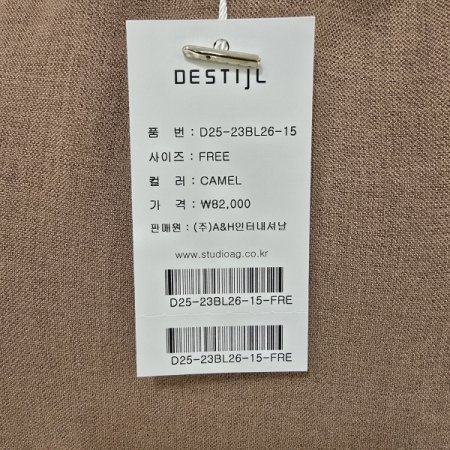 DESTIJL
품 번 : D25-23BL26-15
사이즈 : FREE
컬 러 : CAMEL
가 격 : ₩82,000
판매원 : (주)A&H인터내셔날
www.studioag.co.kr
D25-23BL26-15-FRE
D25-23BL26-15-FRE